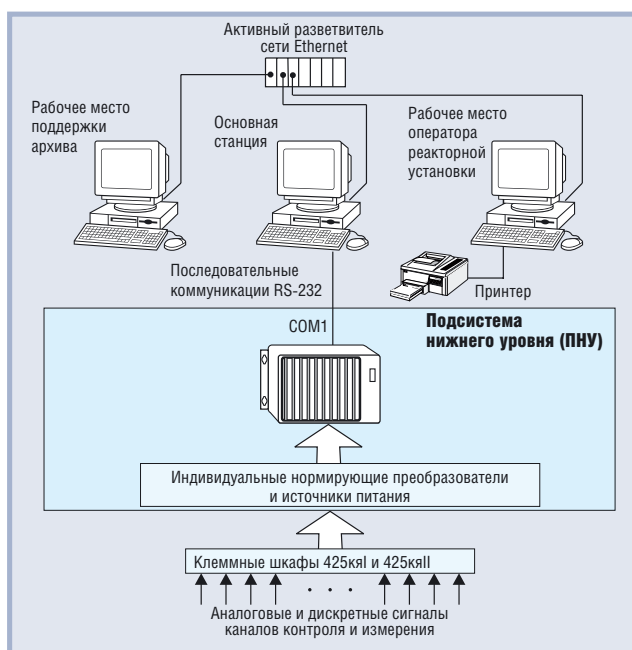 Активный разветвитель
сети Ethernet
Рабочее место
поддержки
архива
Основная
станция
Рабочее место
оператора
реакторной
установки
Последовательные
коммуникации RS-232
Принтер
COM1
Подсистема
нижнего уровня (ПНУ)
Индивидуальные нормирующие преобразователи
и источники питания
Клеммные шкафы 425кяI и 425кяII
Аналоговые и дискретные сигналы
каналов контроля и измерения